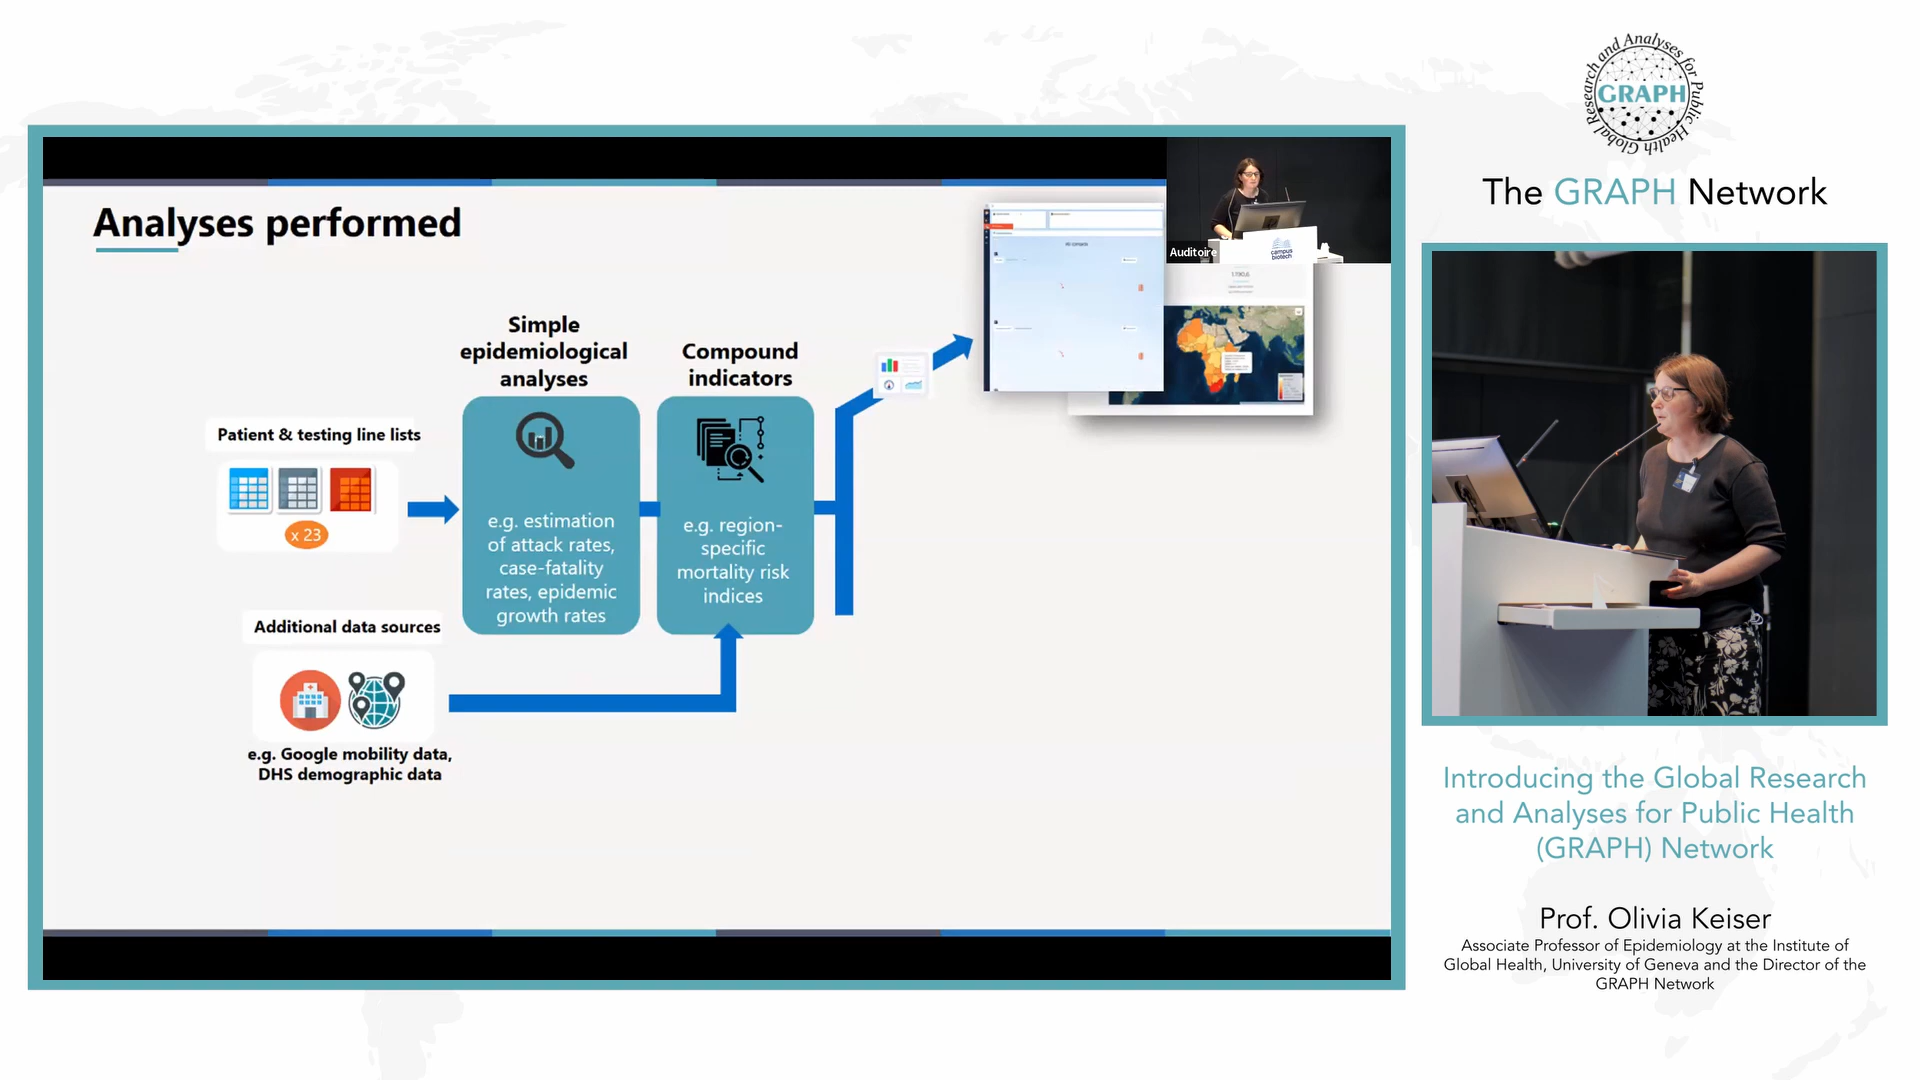 Global Research and Analyses for Public Health
GRAPH
The GRAPH Network
Analyses performed
Auditoire
campus
biotech
Simple
epidemiological
analyses
Compound
indicators
Patient & testing line lists
x 23
e.g. estimation
of attack rates,
case-fatality
rates, epidemic
growth rates
e.g. region-
specific
mortality risk
indices
Additional data sources
e.g. Google mobility data,
DHS demographic data
Introducing the Global Research
and Analyses for Public Health
(GRAPH) Network
Prof. Olivia Keiser
Associate Professor of Epidemiology at the Institute of
Global Health, University of Geneva and the Director of the
GRAPH Network